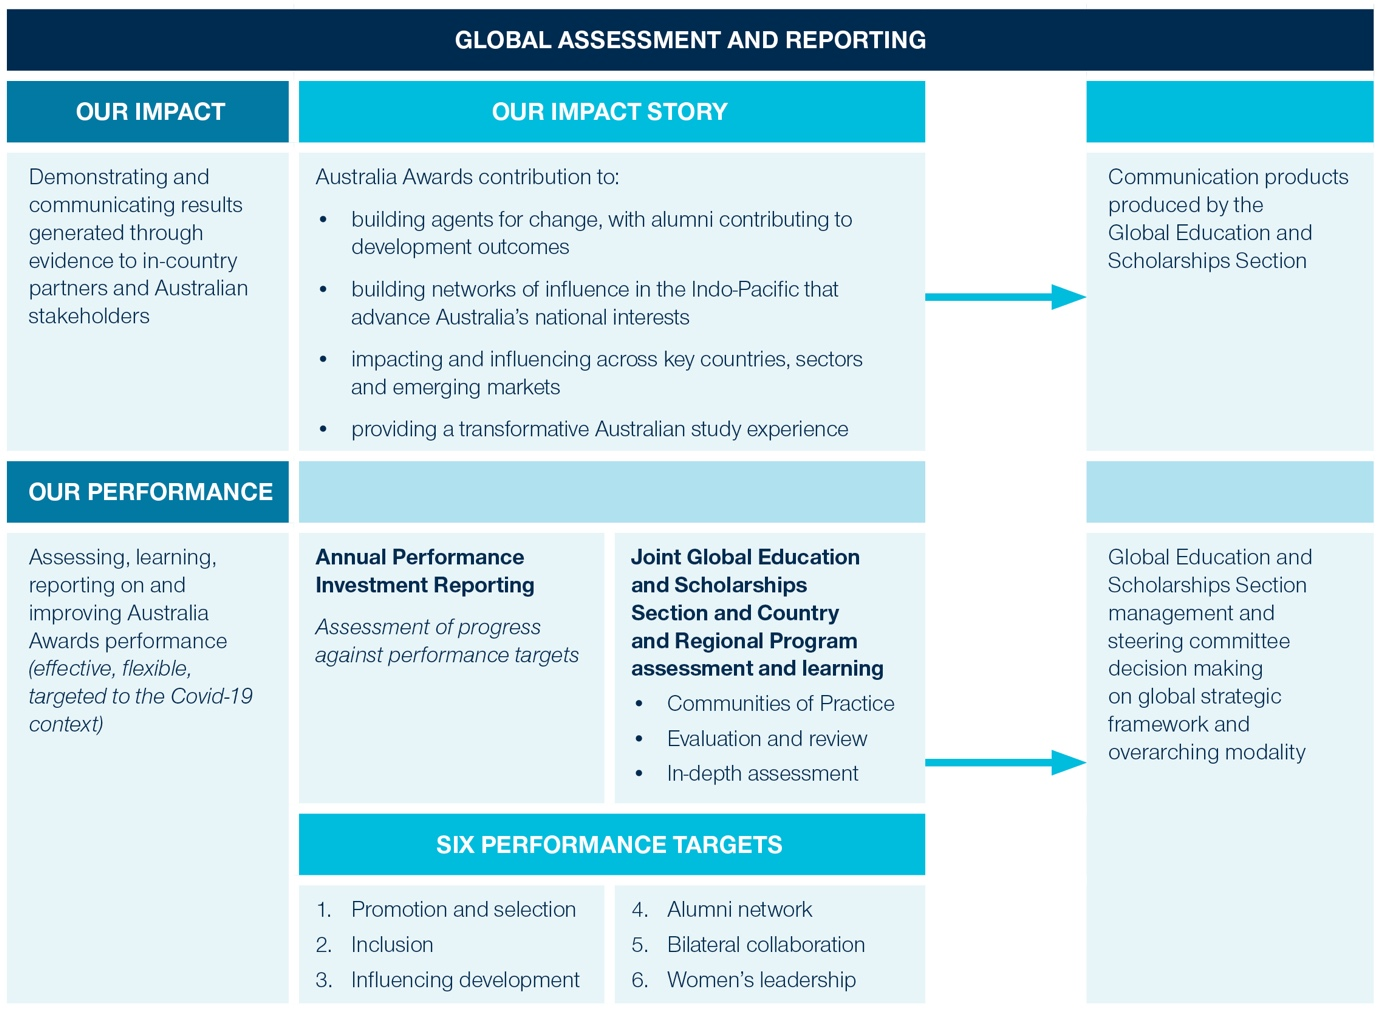 GLOBAL ASSESSMENT AND REPORTING
OUR IMPACT
OUR IMPACT STORY
Demonstrating and
communicating results
generated through
evidence to in-country
partners and Australian
stakeholders
Australia Awards contribution to:
• building agents for change, with alumni contributing to
development outcomes
• building networks of influence in the Indo-Pacific that
advance Australia’s national interests
• impacting and influencing across key countries, sectors
and emerging markets
• providing a transformative Australian study experience
Communication products
produced by the
Global Education and
Scholarships Section
OUR PERFORMANCE
Assessing, learning,
reporting on and
improving Australia
Awards performance
(effective, flexible,
targeted to the Covid-19
context)
Annual Performance
Investment Reporting
Assessment of progress
against performance targets
Joint Global Education
and Scholarships
Section and Country
and Regional Program
assessment and learning
• Communities of Practice
• Evaluation and review
• In-depth assessment
Global Education and
Scholarships Section
management and
steering committee
decision making
on global strategic
framework and
overarching modality
SIX PERFORMANCE TARGETS
1. Promotion and selection
2. Inclusion
3. Influencing development
4. Alumni network
5. Bilateral collaboration
6. Women’s leadership